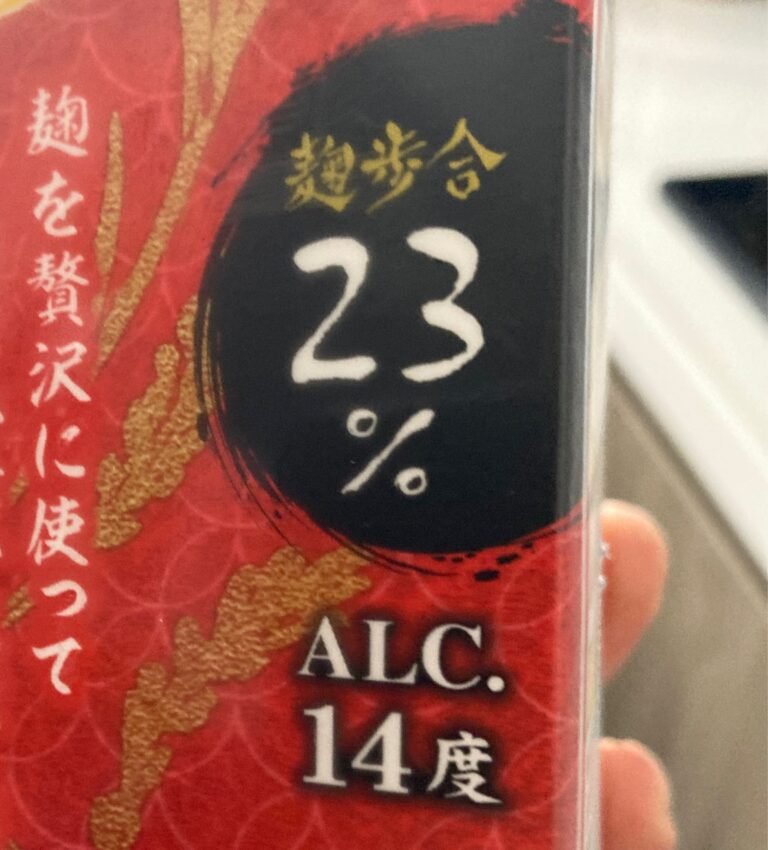 麹を贅沢に使って
麹歩合
23
%
ALC.
14度